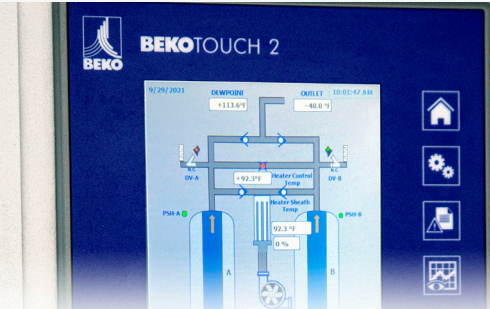 BEKOTOUCH 2
BEKO
9/29/2021 DEWPOINT OUTLET 10:01:47 AM
+113.6°F -40.0 °F
N.C. N.C.
DV-A +92.3°F Heater Control Temp DV-B
Heater Sheath Temp
PSH-A PSH-B
92.3 °F
0 %
A B